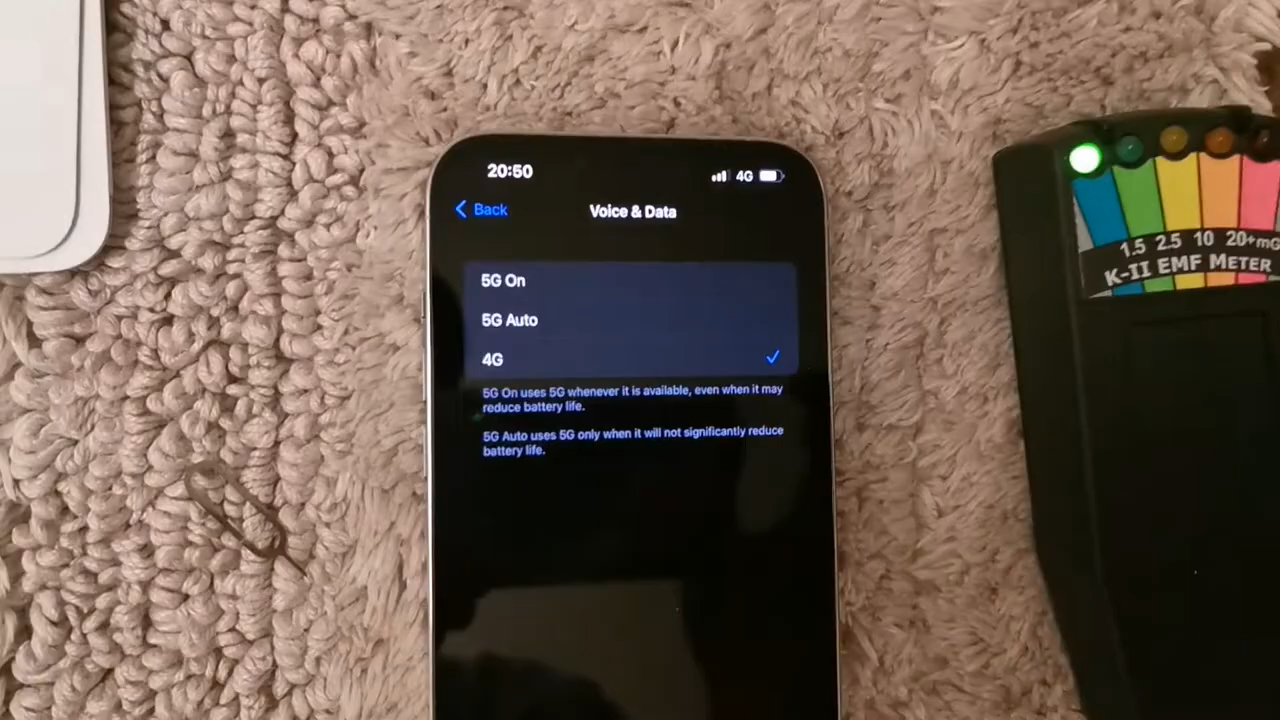 20:50
4G
Back
Voice & Data
5G On
5G Auto
4G
5G On uses 5G whenever it is available, even when it may
reduce battery life.
5G Auto uses 5G only when it will not significantly reduce
battery life.
1.5 2.5 10 20+mG
K-II EMF METER